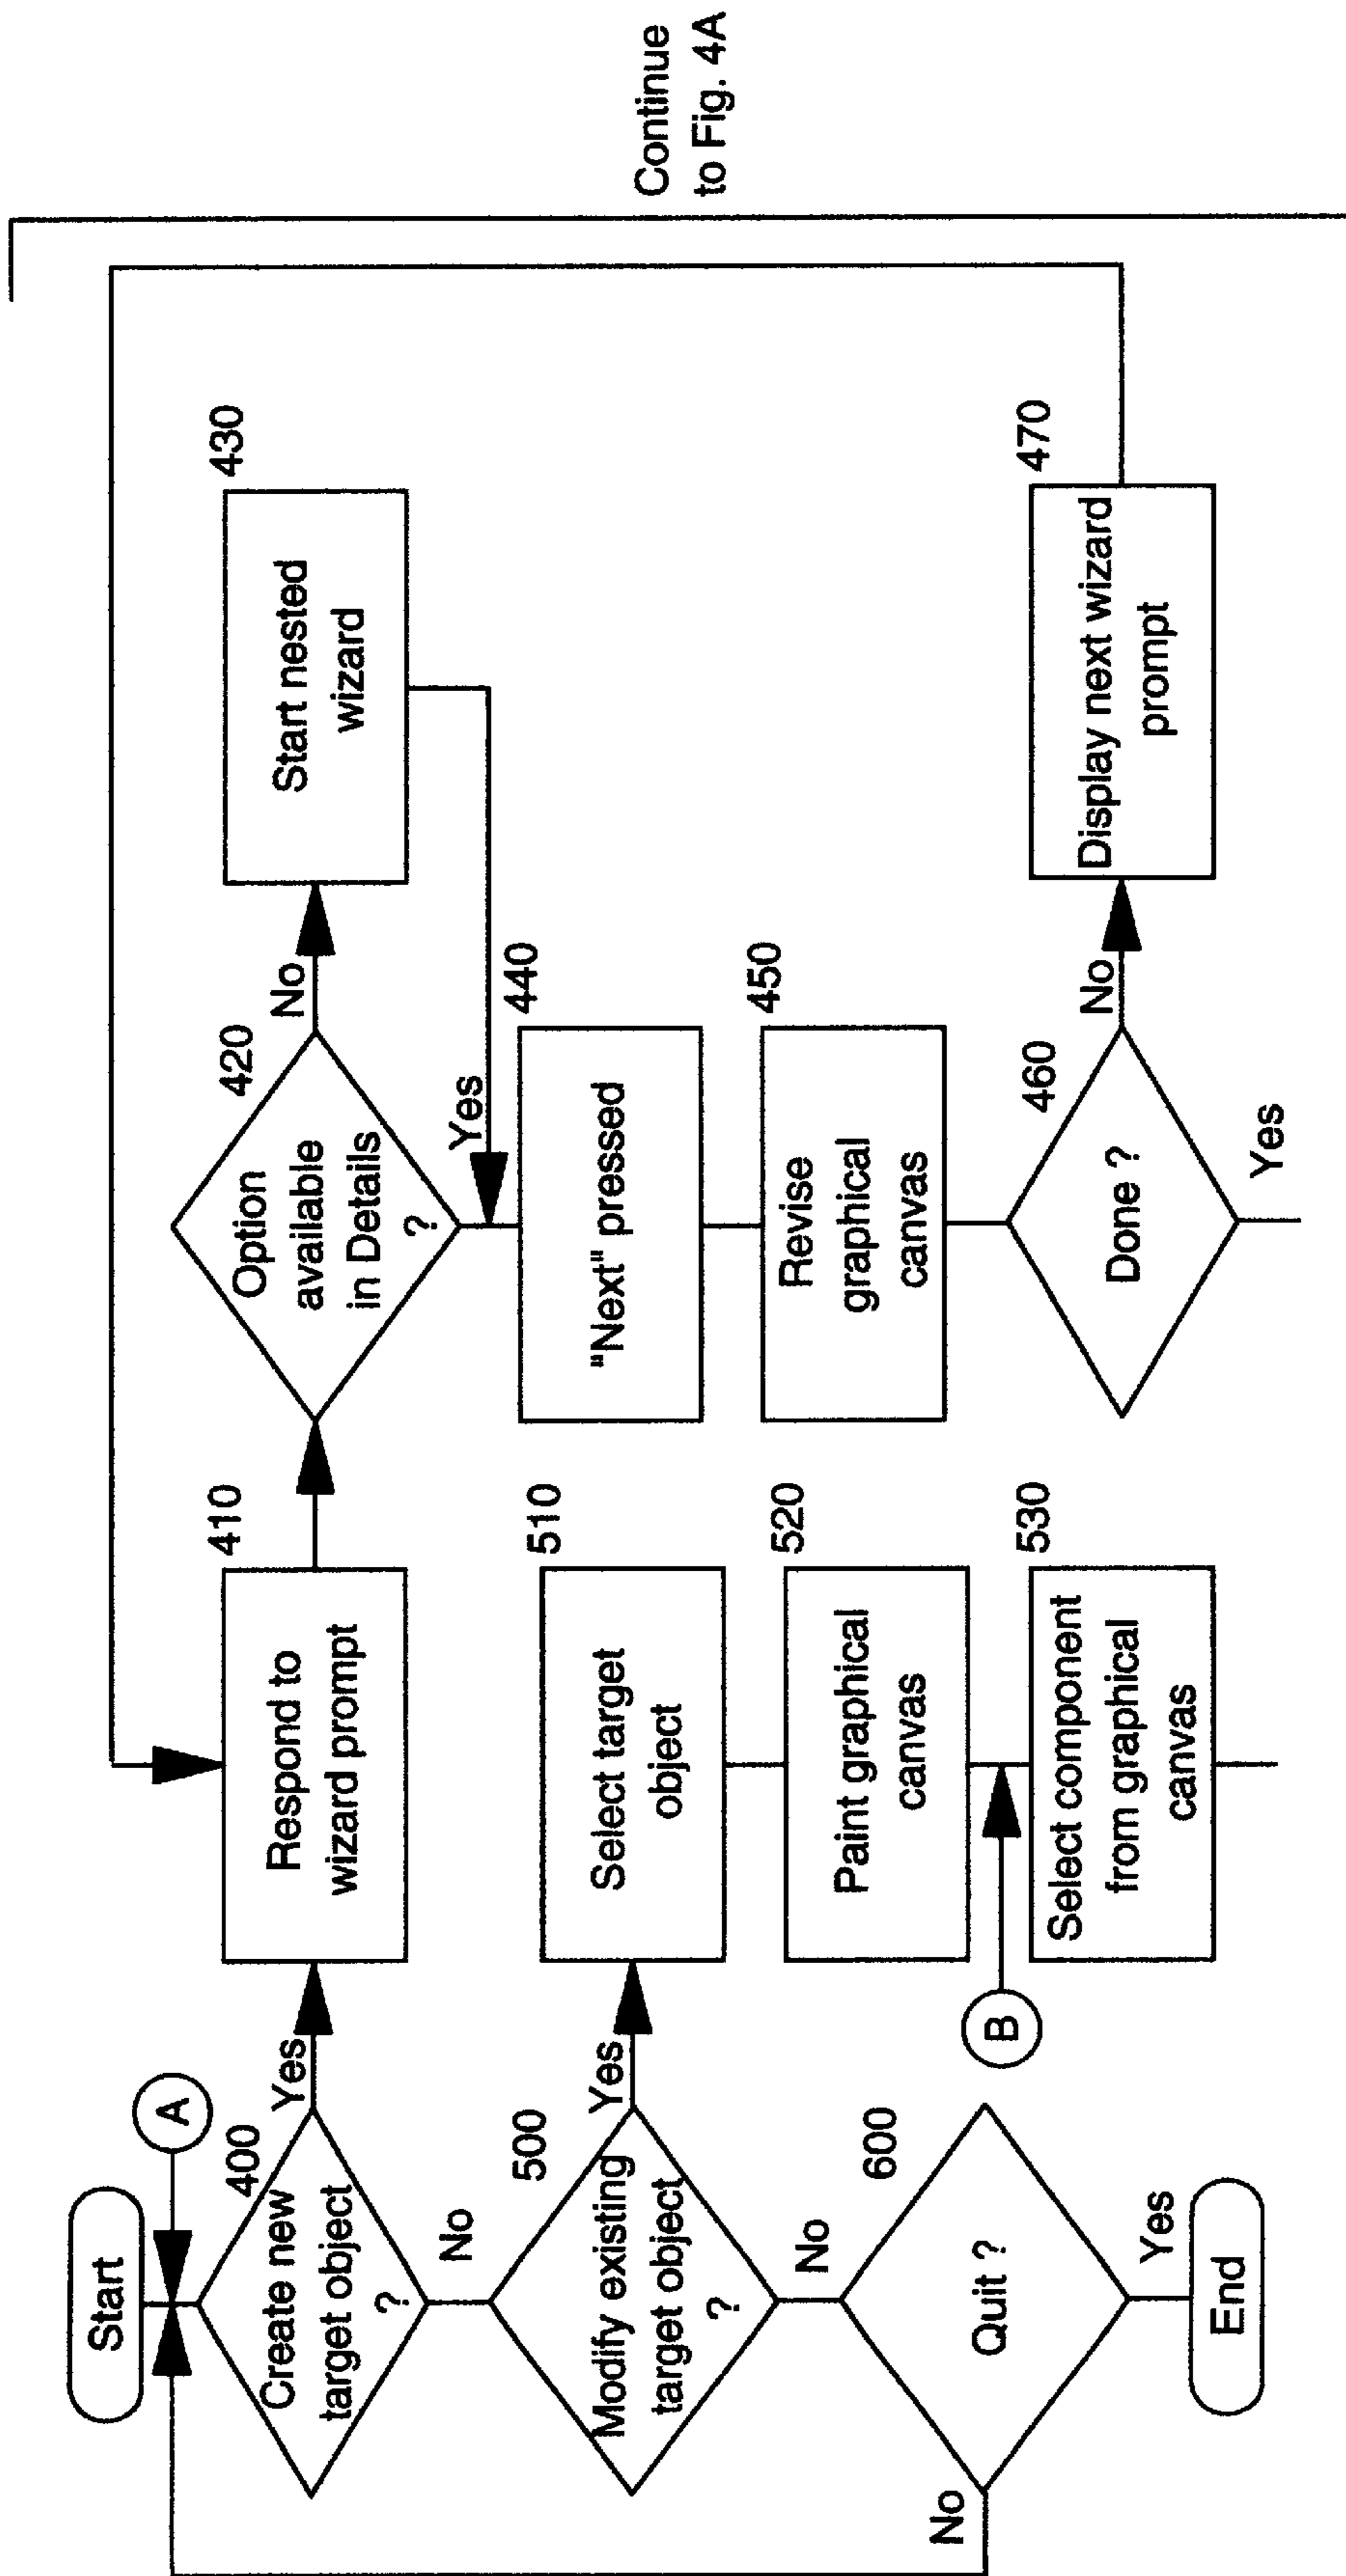 Start
A
400
Create new
target object
?
Yes
No
410
Respond to
wizard prompt
420
Option
available
in Details
?
No
Yes
430
Start nested
wizard
440
"Next" pressed
450
Revise
graphical
canvas
460
Done ?
No
Yes
470
Display next wizard
prompt
500
Modify existing
target object
?
Yes
No
510
Select target
object
520
Paint graphical
canvas
B
530
Select component
from graphical
canvas
600
Quit ?
No
Yes
End
Continue
to Fig. 4A